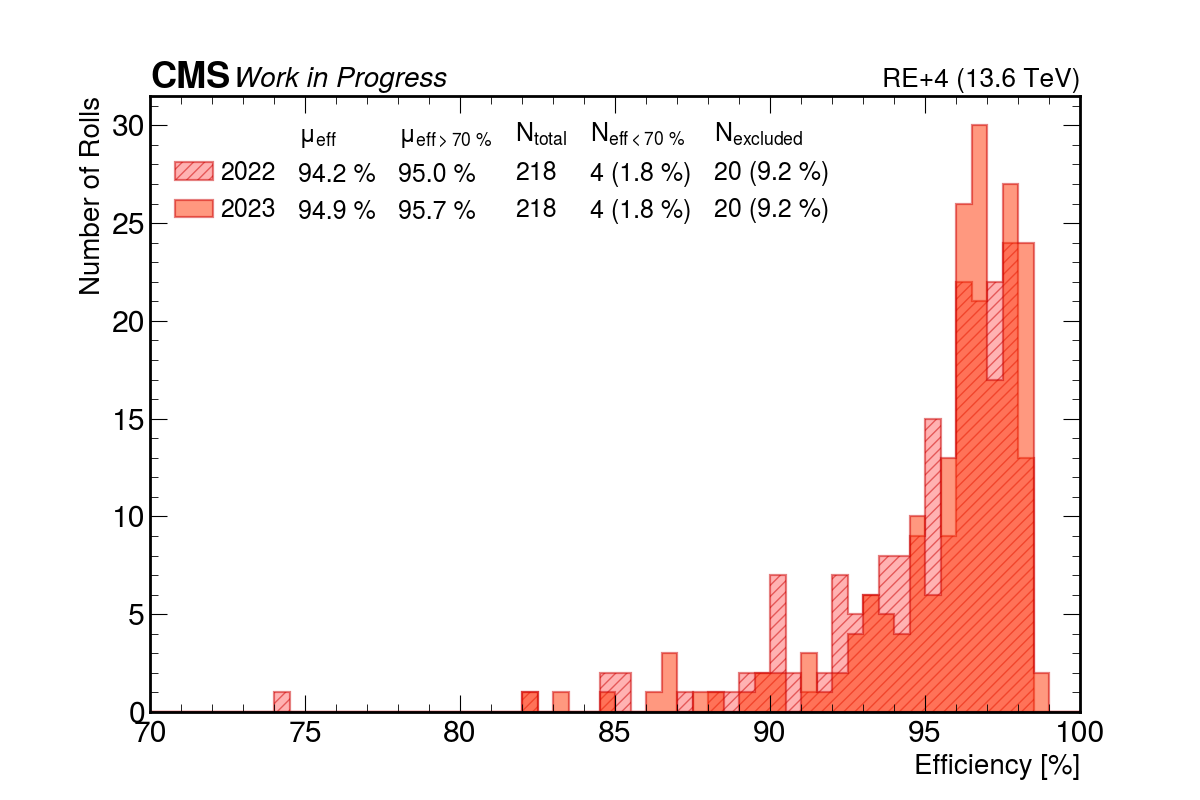 CMS Work in Progress RE+4 (13.6 TeV)
μeff μeff > 70 % Ntotal Neff < 70 % Nexcluded
2022 94.2 % 95.0 % 218 4 (1.8 %) 20 (9.2 %)
2023 94.9 % 95.7 % 218 4 (1.8 %) 20 (9.2 %)
Number of Rolls
30
25
20
15
10
5
0
70 75 80 85 90 95 100
Efficiency [%]